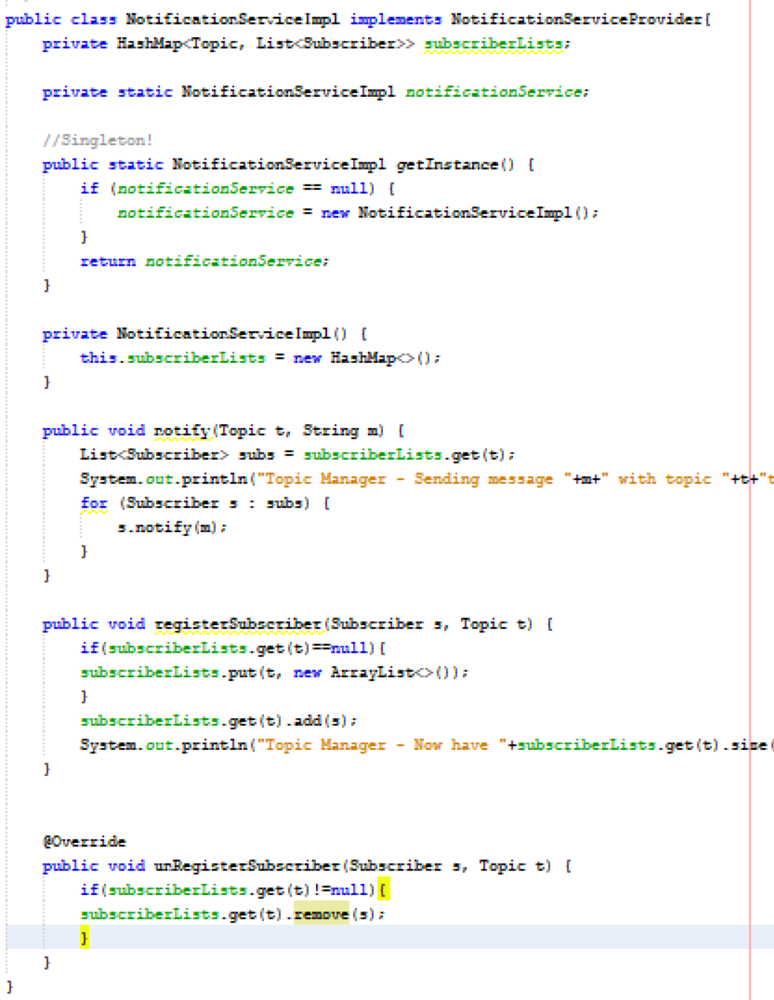 public class NotificationServiceImpl implements NotificationServiceProvider{
    private HashMap<Topic, List<Subscriber>> subscriberLists;

    private static NotificationServiceImpl notificationService;

    //Singleton!
    public static NotificationServiceImpl getInstance() {
        if (notificationService == null) {
            notificationService = new NotificationServiceImpl();
        }
        return notificationService;
    }

    private NotificationServiceImpl() {
        this.subscriberLists = new HashMap<>();
    }

    public void notify(Topic t, String m) {
        List<Subscriber> subs = subscriberLists.get(t);
        System.out.println("Topic Manager - Sending message "+m+" with topic "+t+"t
        for (Subscriber s : subs) {
            s.notify(m);
        }
    }

    public void registerSubscriber(Subscriber s, Topic t) {
        if(subscriberLists.get(t)==null){
        subscriberLists.put(t, new ArrayList<>());
        }
        subscriberLists.get(t).add(s);
        System.out.println("Topic Manager - Now have "+subscriberLists.get(t).size(
    }


    @Override
    public void unRegisterSubscriber(Subscriber s, Topic t) {
        if(subscriberLists.get(t)!=null){
        subscriberLists.get(t).remove(s);
        }
    }
}